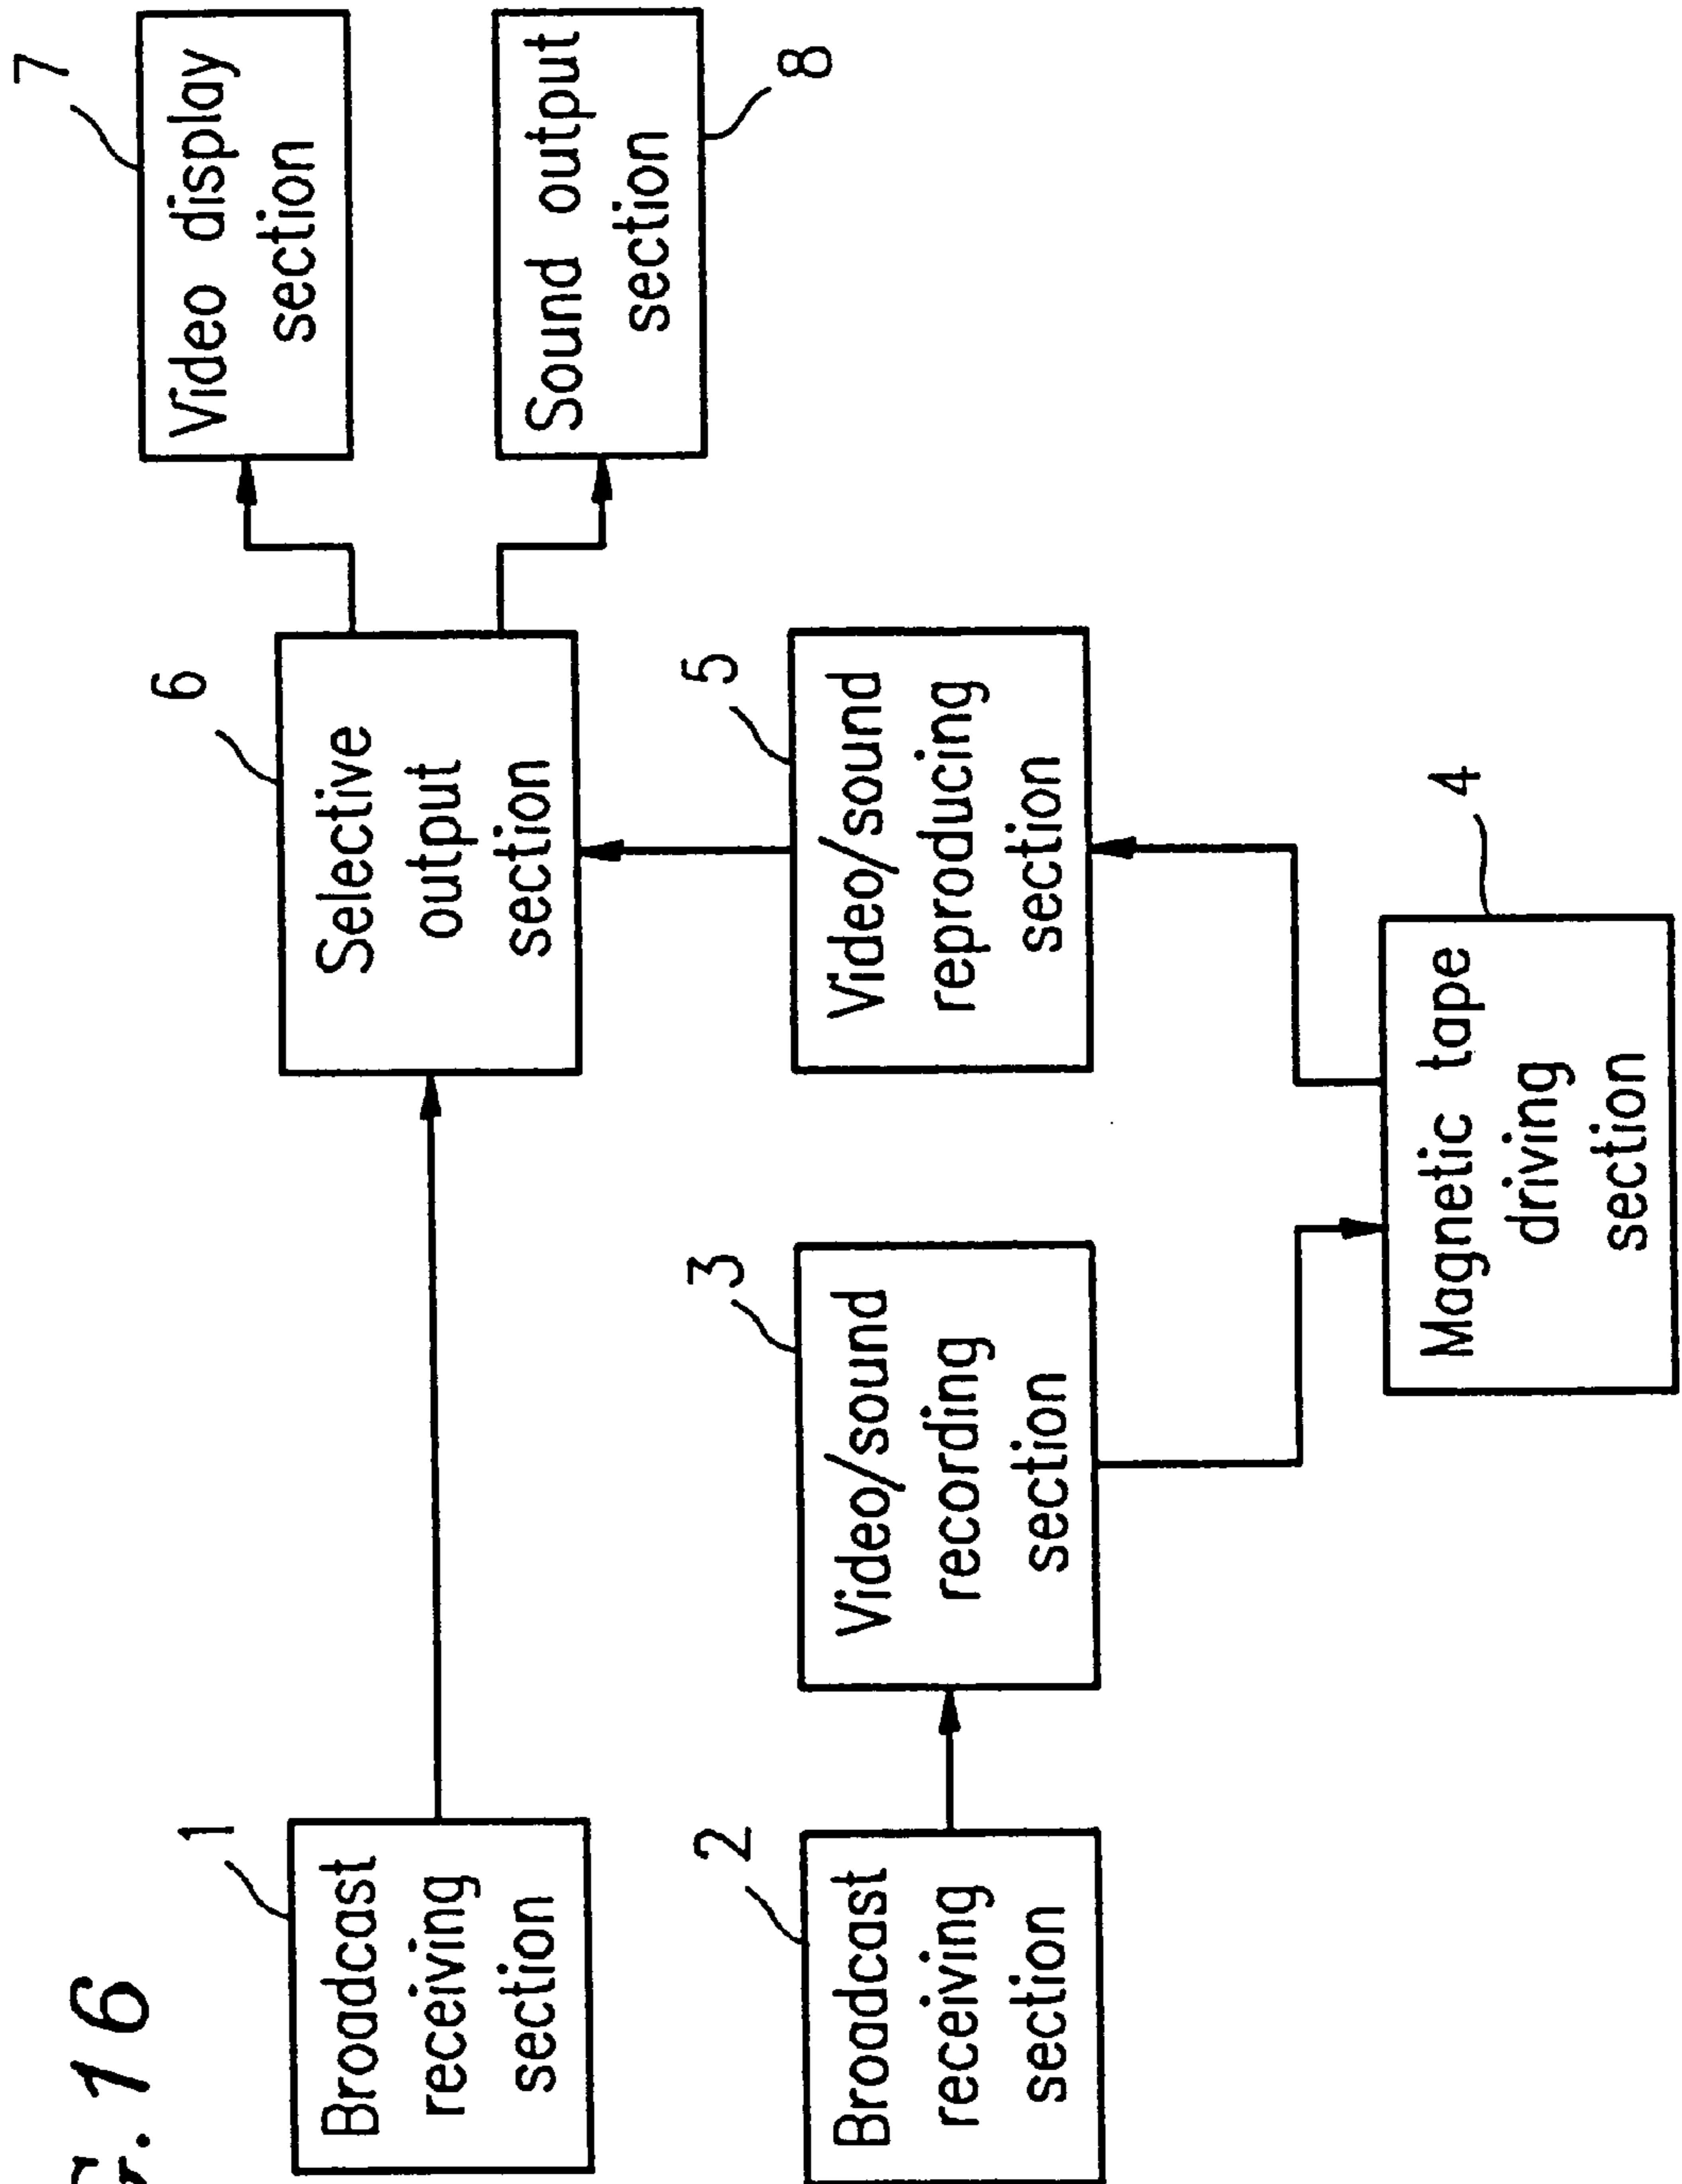 G. 16
1
Broadcast
receiving
section
6
Selective
output
section
7
Video display
section
8
Sound output
section
2
Broadcast
receiving
section
3
Video/sound
recording
section
5
Video/sound
reproducing
section
4
Magnetic tape
driving
section